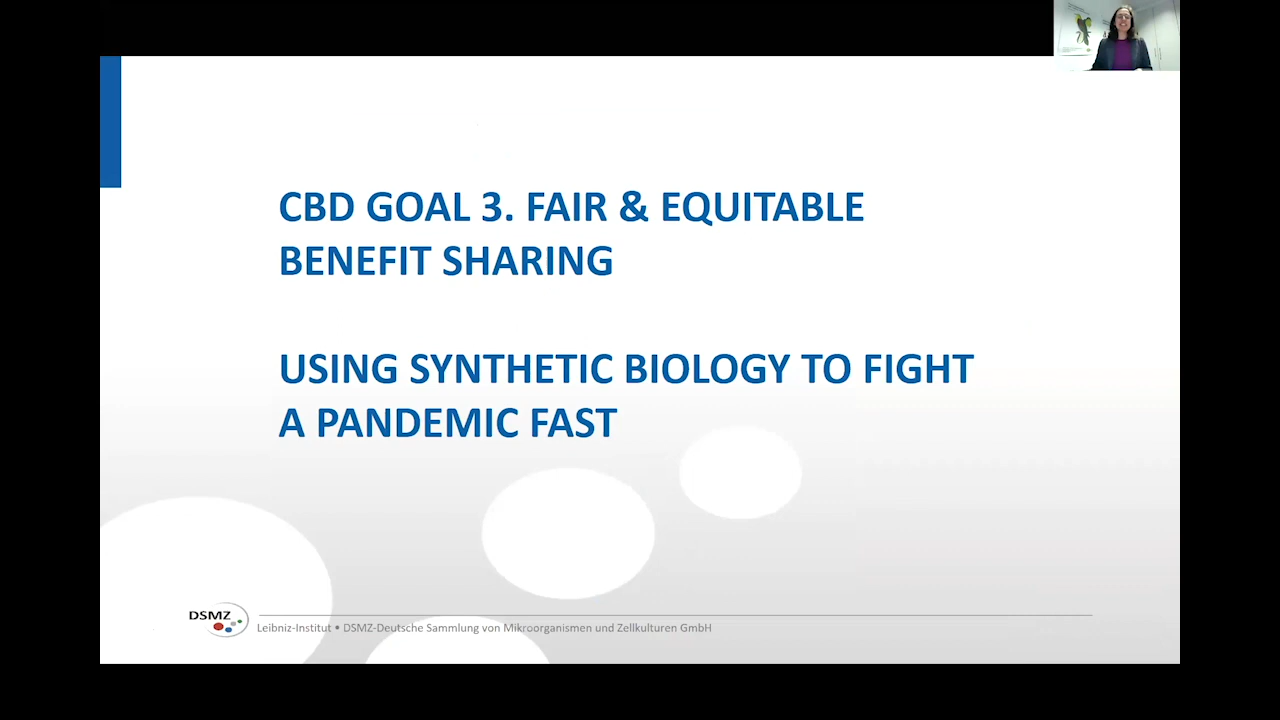 CBD GOAL 3. FAIR & EQUITABLE
BENEFIT SHARING
USING SYNTHETIC BIOLOGY TO FIGHT
A PANDEMIC FAST
DSMZ
Leibniz-Institut • DSMZ-Deutsche Sammlung von Mikroorganismen und Zellkulturen GmbH